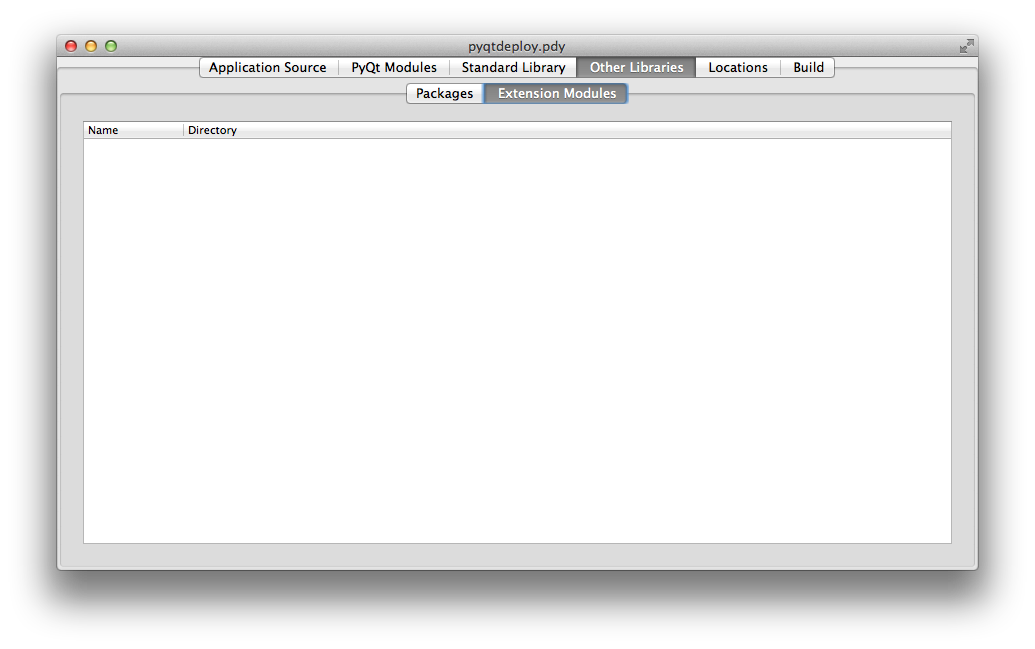 pyqtdeploy.pdy
Application Source PyQt Modules Standard Library Other Libraries Locations Build
Packages Extension Modules
Name Directory